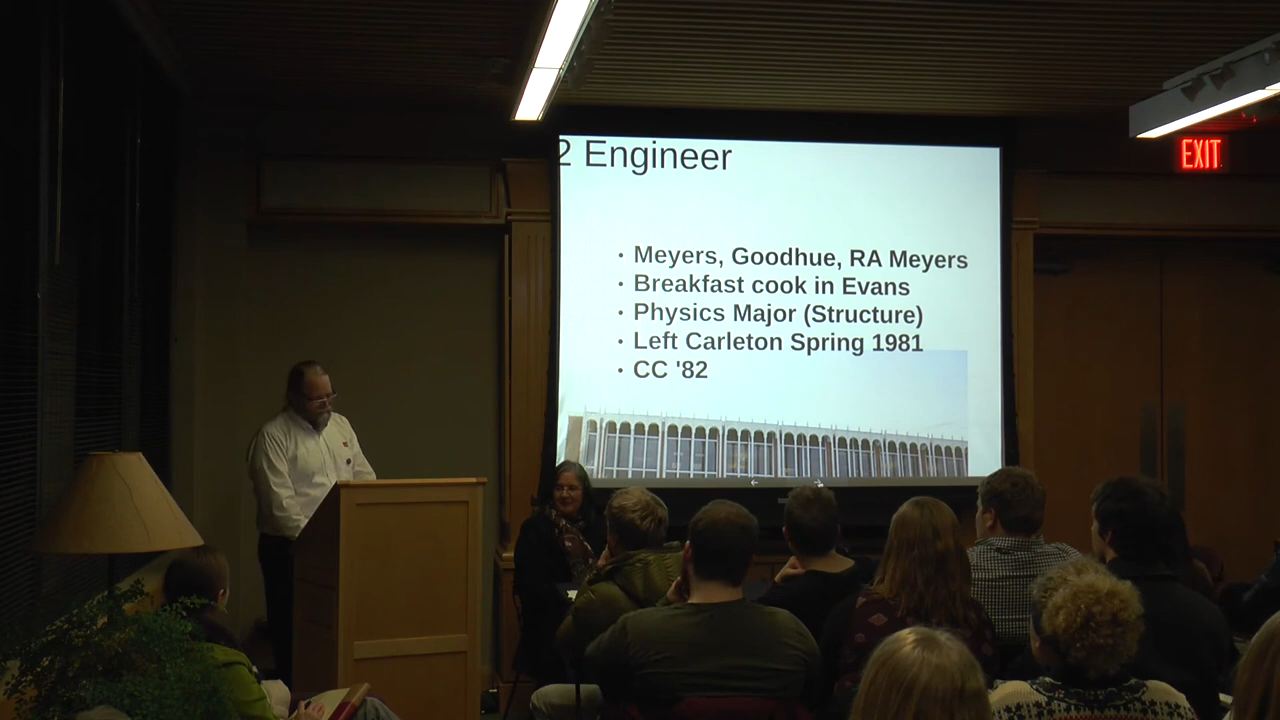 2 Engineer
EXIT
• Meyers, Goodhue, RA Meyers
• Breakfast cook in Evans
• Physics Major (Structure)
• Left Carleton Spring 1981
• CC '82